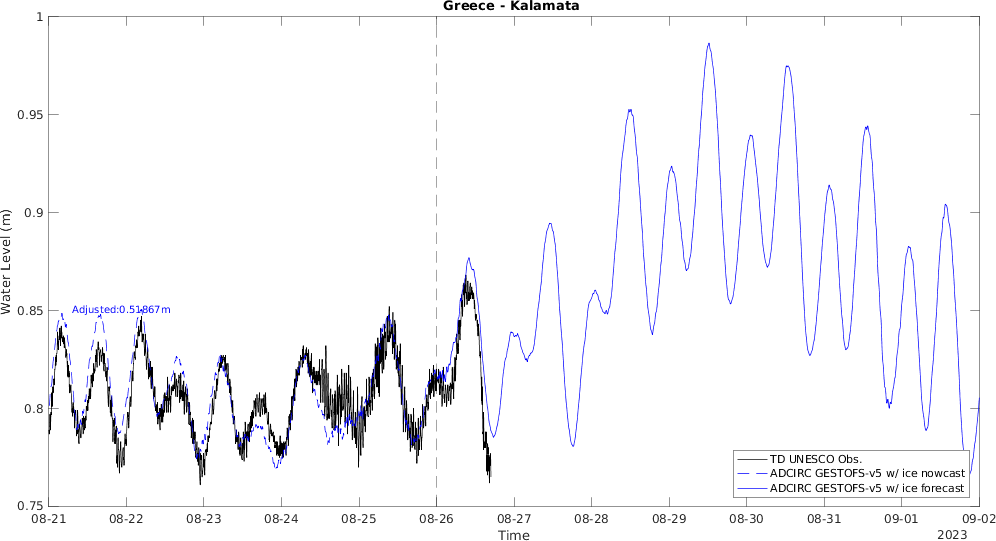 Greece - Kalamata
Water Level (m)
1
0.95
0.9
0.85
0.8
0.75
Adjusted:0.51867m
TD UNESCO Obs.
ADCIRC GESTOFS-v5 w/ ice nowcast
ADCIRC GESTOFS-v5 w/ ice forecast
08-21 08-22 08-23 08-24 08-25 08-26 08-27 08-28 08-29 08-30 08-31 09-01 09-02
Time
2023